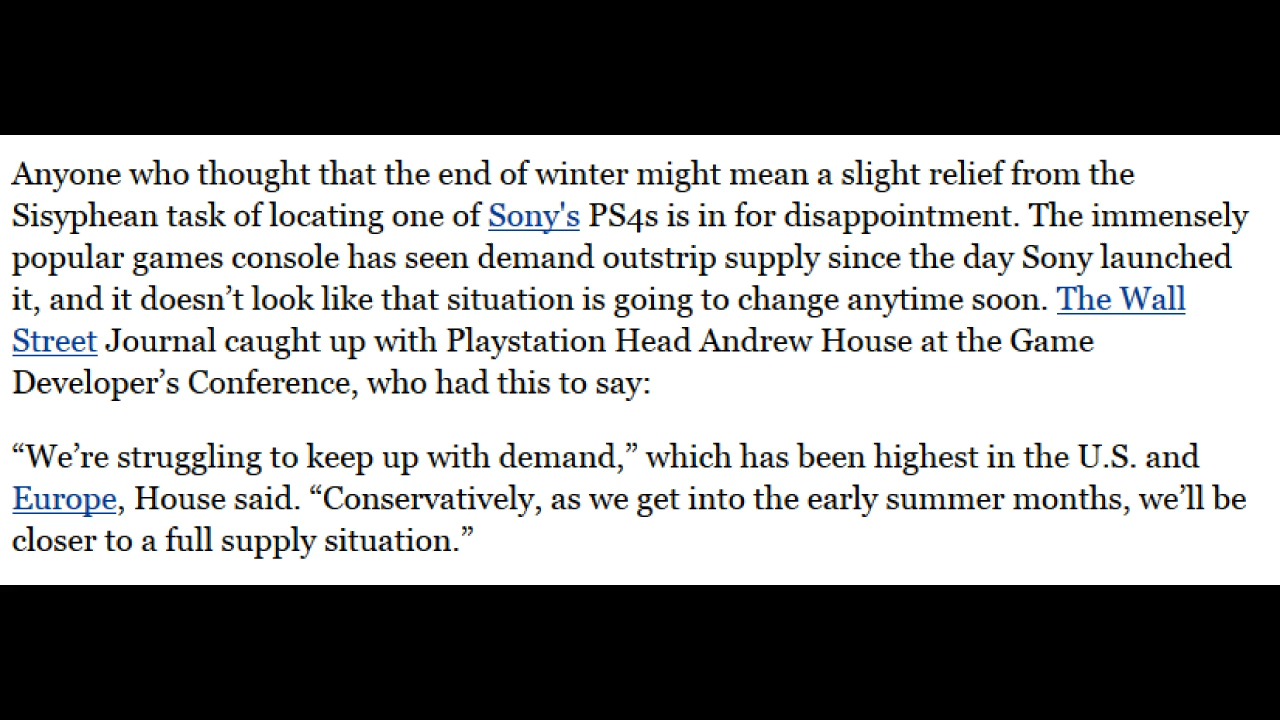 Anyone who thought that the end of winter might mean a slight relief from the
Sisyphean task of locating one of Sony's PS4s is in for disappointment. The immensely
popular games console has seen demand outstrip supply since the day Sony launched
it, and it doesn’t look like that situation is going to change anytime soon. The Wall
Street Journal caught up with Playstation Head Andrew House at the Game
Developer’s Conference, who had this to say:
“We’re struggling to keep up with demand,” which has been highest in the U.S. and
Europe, House said. “Conservatively, as we get into the early summer months, we’ll be
closer to a full supply situation.”